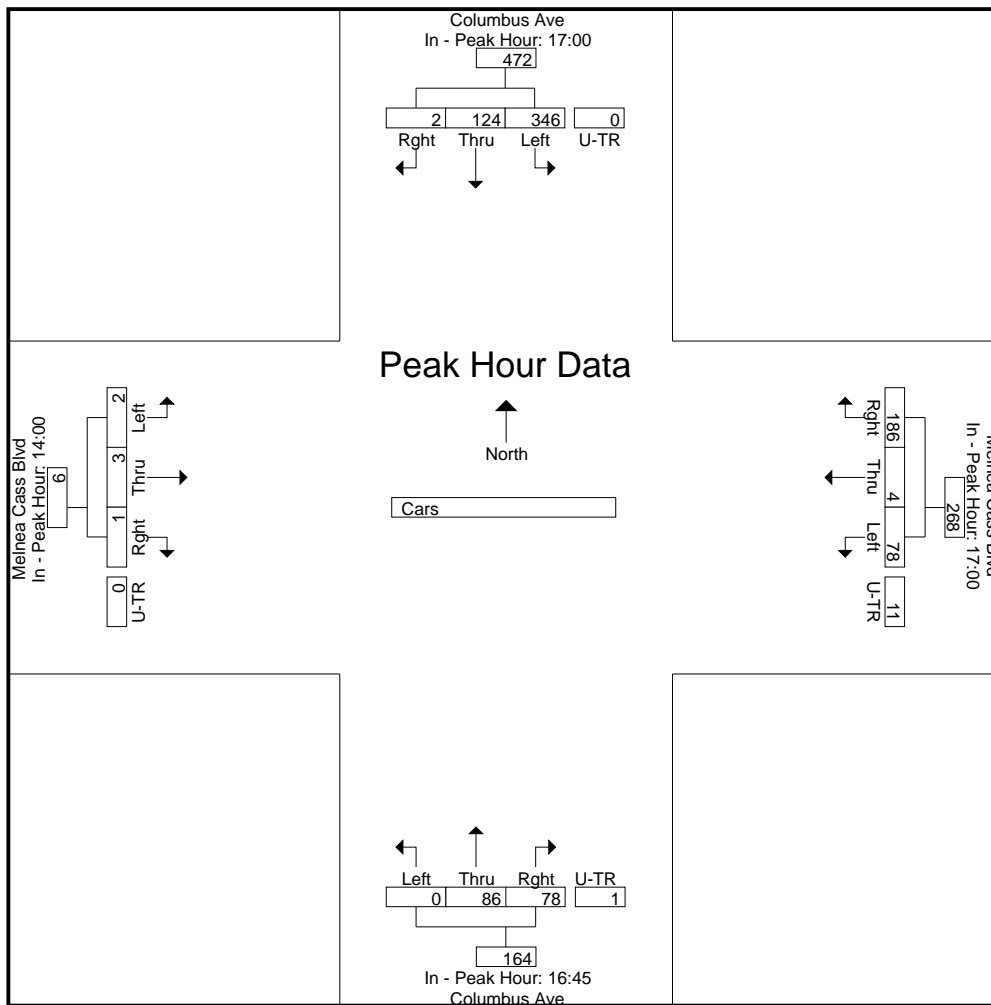 Columbus Ave
In - Peak Hour: 17:00
472
2 124 346 0
Rght Thru Left U-TR
Peak Hour Data
North
Cars
Melnea Cass Blvd
In - Peak Hour: 14:00
6
2 3 1 0
Left Thru Rght U-TR
Rght Thru Left U-TR
186 4 78 11
268
In - Peak Hour: 17:00
Melnea Cass Blvd
Left Thru Rght U-TR
0 86 78 1
164
In - Peak Hour: 16:45
Columbus Ave